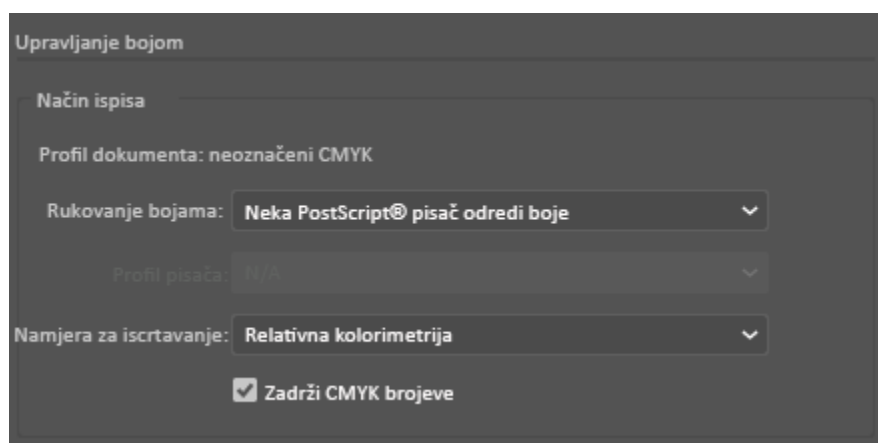 Upravljanje bojom
Način ispisa
Profil dokumenta: neoznačeni CMYK
Rukovanje bojama: Neka PostScript® pisač odredi boje
Profil pisača: N/A
Namjera za iscrtavanje: Relativna kolorimetrija
Zadrži CMYK brojeve